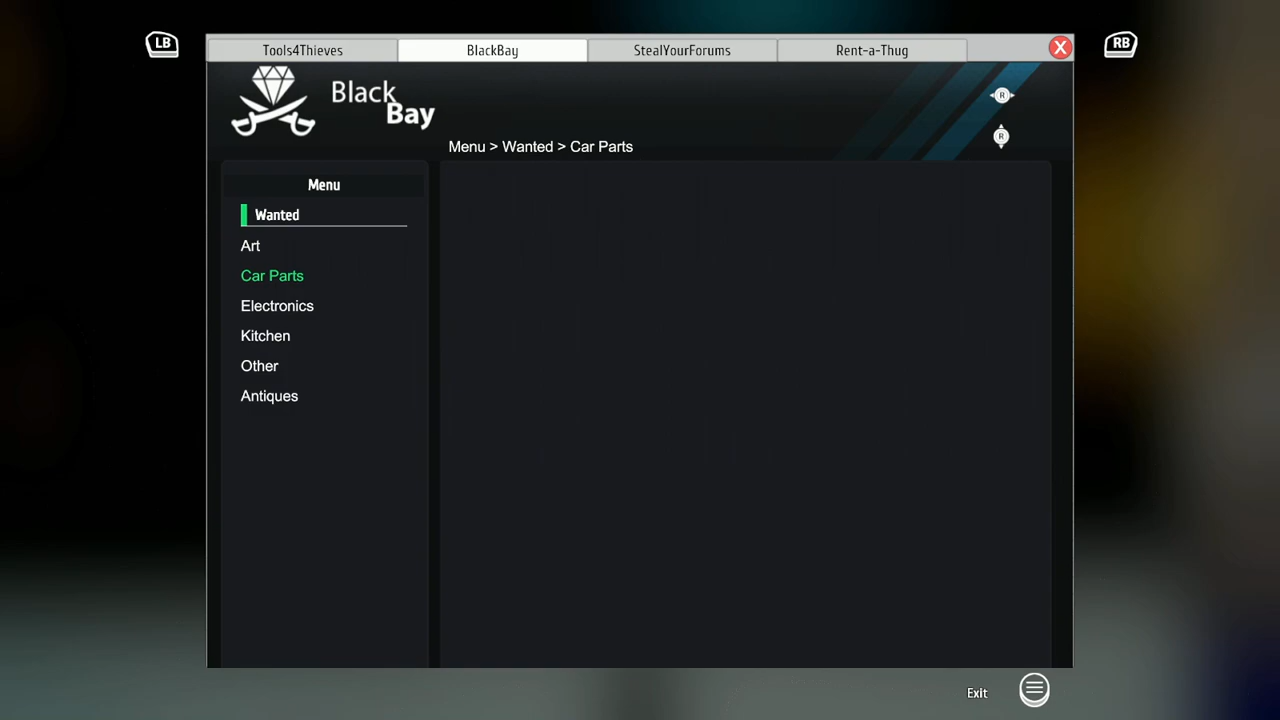 LB
Tools4Thieves
BlackBay
StealYourForums
Rent-a-Thug
X
RB
Black
Bay
R
R
Menu > Wanted > Car Parts
Menu
Wanted
Art
Car Parts
Electronics
Kitchen
Other
Antiques
Exit